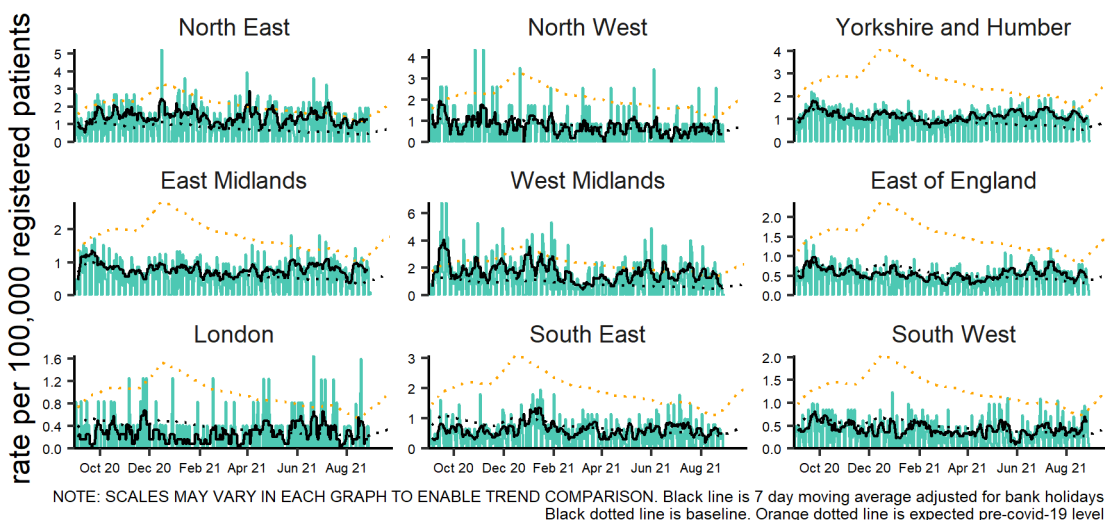 rate per 100,000 registered patients
North East
North West
Yorkshire and Humber
5
4
3
2
1
0
4
3
2
1
0
4
3
2
1
0
East Midlands
West Midlands
East of England
2
1
0
6
4
2
0
2.0
1.5
1.0
0.5
0.0
London
South East
South West
1.6
1.2
0.8
0.4
0.0
3
2
1
0
2.0
1.5
1.0
0.5
0.0
Oct 20 Dec 20 Feb 21 Apr 21 Jun 21 Aug 21
Oct 20 Dec 20 Feb 21 Apr 21 Jun 21 Aug 21
Oct 20 Dec 20 Feb 21 Apr 21 Jun 21 Aug 21
NOTE: SCALES MAY VARY IN EACH GRAPH TO ENABLE TREND COMPARISON. Black line is 7 day moving average adjusted for bank holidays
Black dotted line is baseline. Orange dotted line is expected pre-covid-19 level